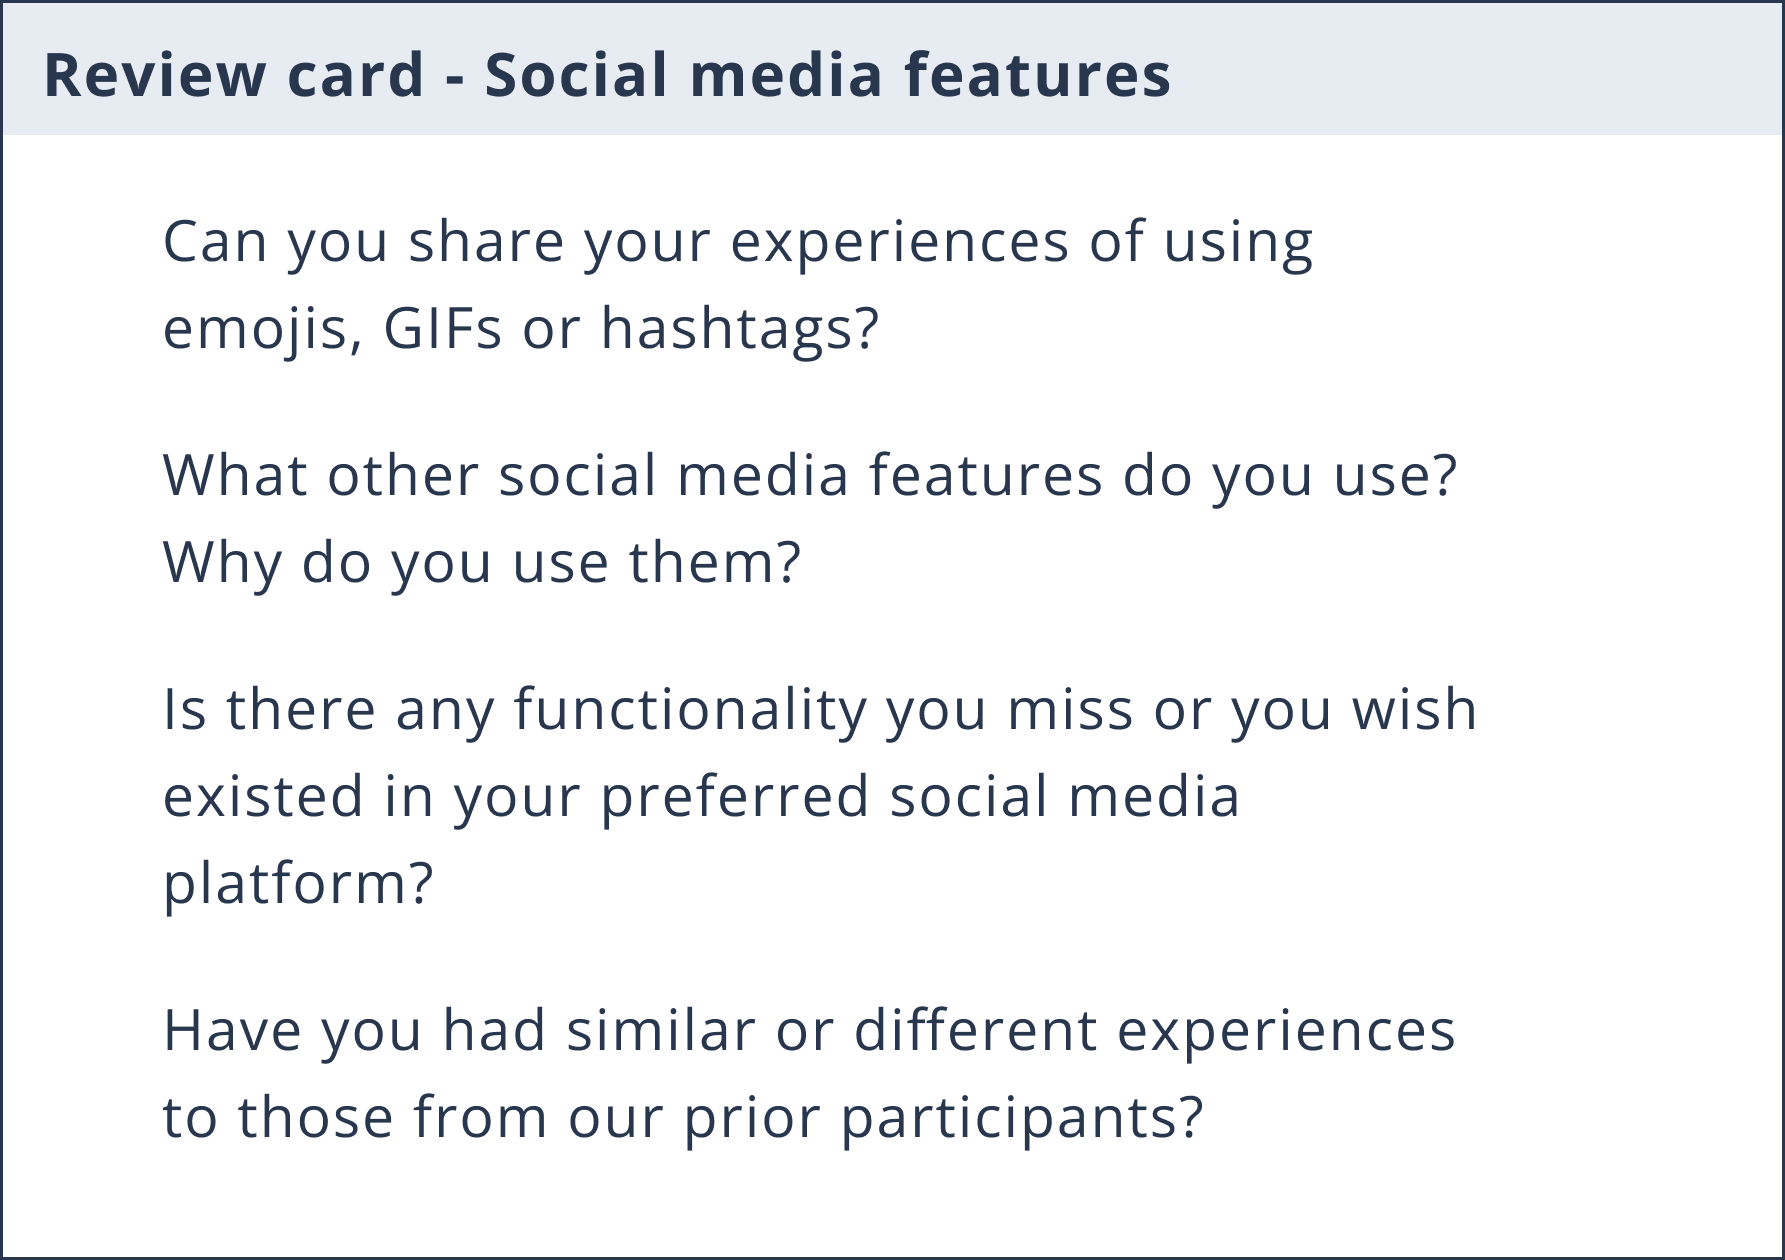 Review card - Social media features
Can you share your experiences of using
emojis, GIFs or hashtags?
What other social media features do you use?
Why do you use them?
Is there any functionality you miss or you wish
existed in your preferred social media
platform?
Have you had similar or different experiences
to those from our prior participants?